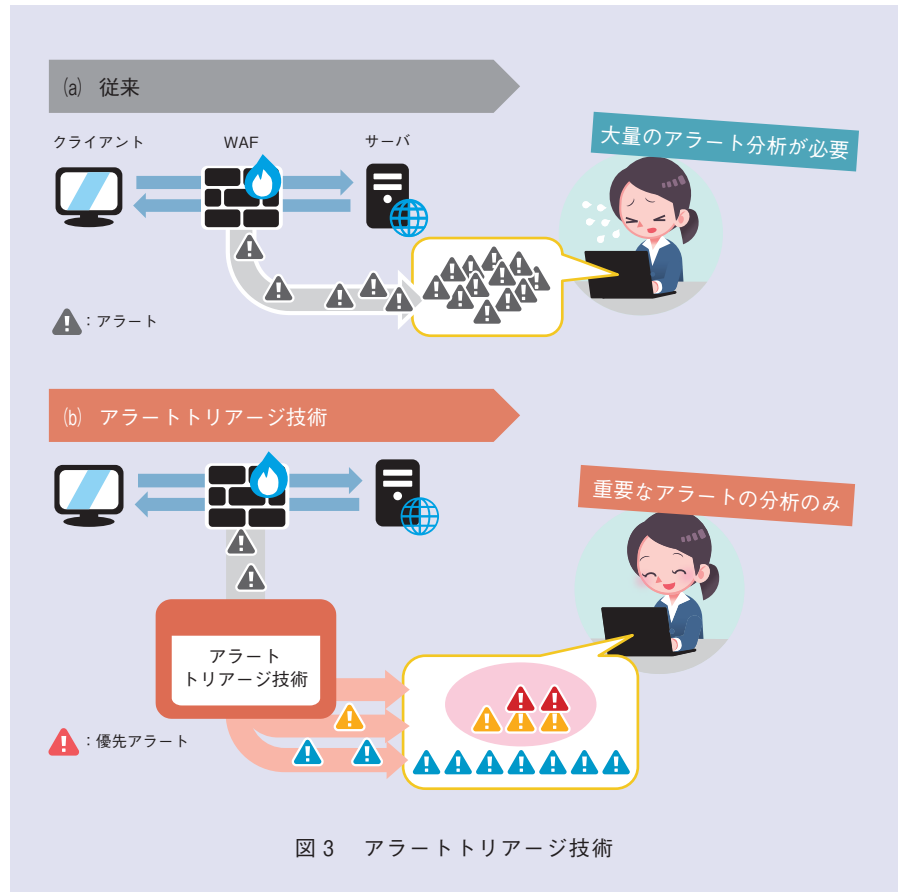 (a) 従来
クライアント WAF サーバ
大量のアラート分析が必要
：アラート
(b) アラートトリアージ技術
重要なアラートの分析のみ
アラート
トリアージ技術
：優先アラート
図3 アラートトリアージ技術